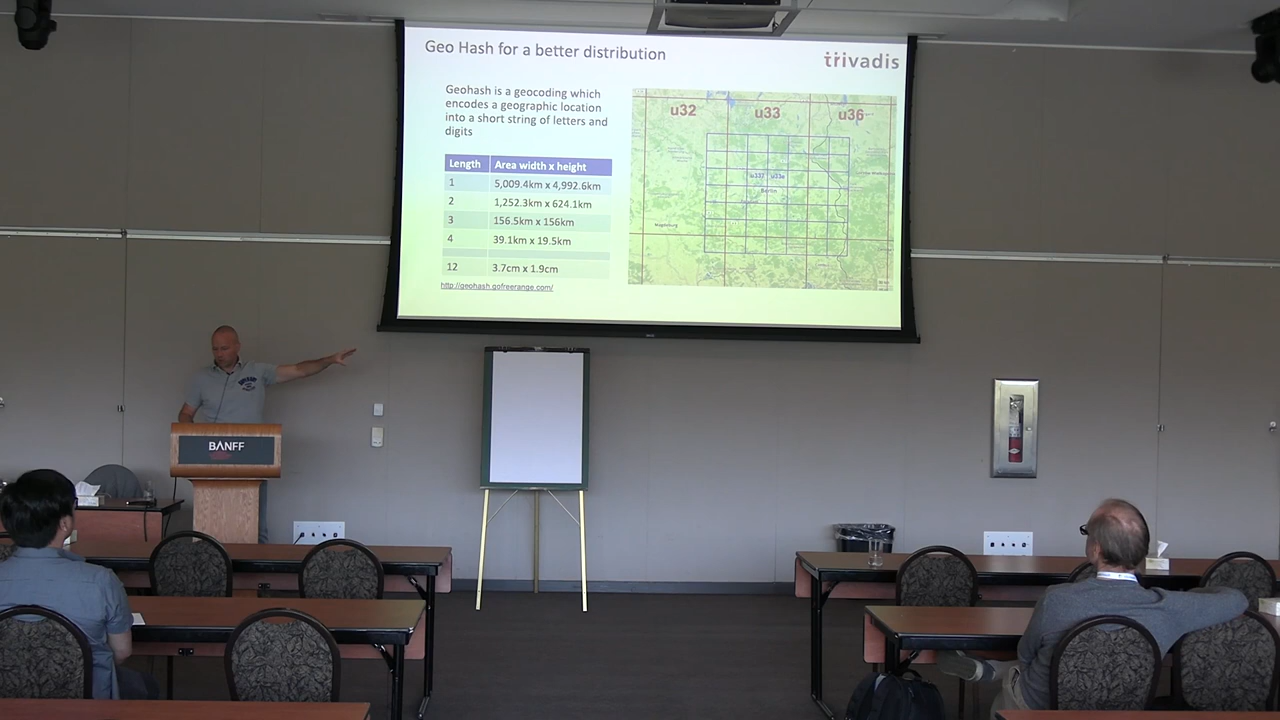 Geo Hash for a better distribution
trivadis
Geohash is a geocoding which
encodes a geographic location
into a short string of letters and
digits
Length Area width x height
1 5,009.4km x 4,992.6km
2 1,252.3km x 624.1km
3 156.5km x 156km
4 39.1km x 19.5km
12 3.7cm x 1.9cm
http://geohash.gofreerange.com/
u32 u33 u36
Berlin
Magdeburg
BANFF